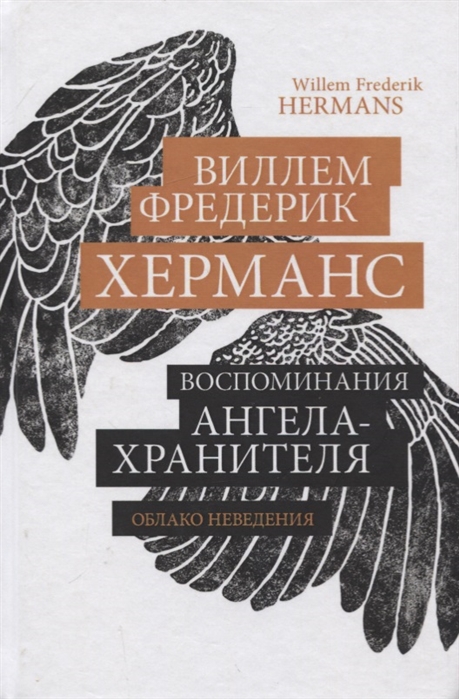 Willem Frederik
HERMANS
ВИЛЛЕМ
ФРЕДЕРИК
ХЕРМАНС
ВОСПОМИНАНИЯ
АНГЕЛА-
ХРАНИТЕЛЯ
ОБЛАКО НЕВЕДЕНИЯ